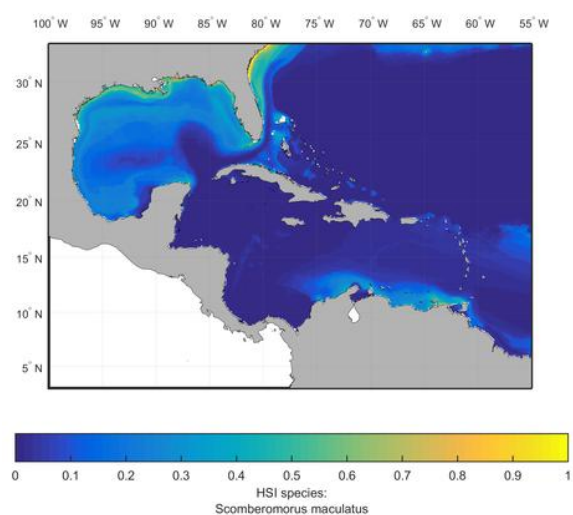 100° W 95° W 90° W 85° W 80° W 75° W 70° W 65° W 60° W 55° W
30° N
25° N
20° N
15° N
10° N
5° N
0 0.1 0.2 0.3 0.4 0.5 0.6 0.7 0.8 0.9 1
HSI species:
Scomberomorus maculatus